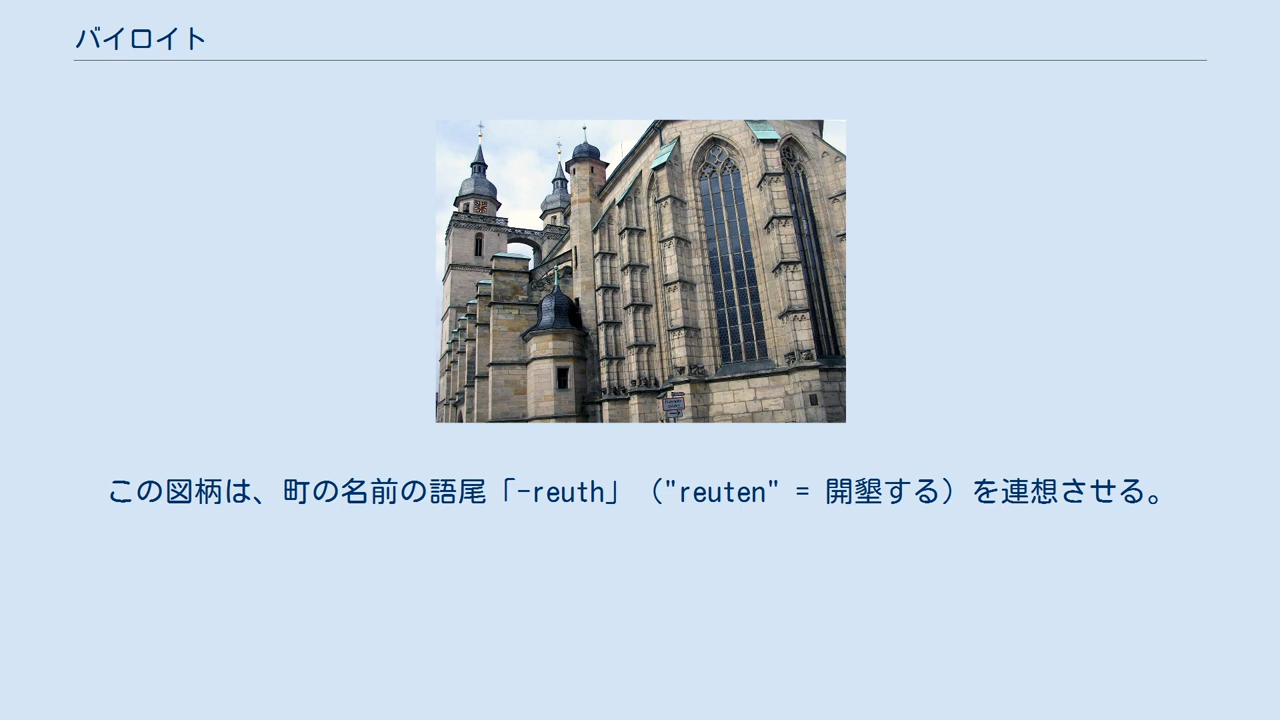 バイロイト
この図柄は、町の名前の語尾「-reuth」（"reuten" = 開墾する）を連想させる。